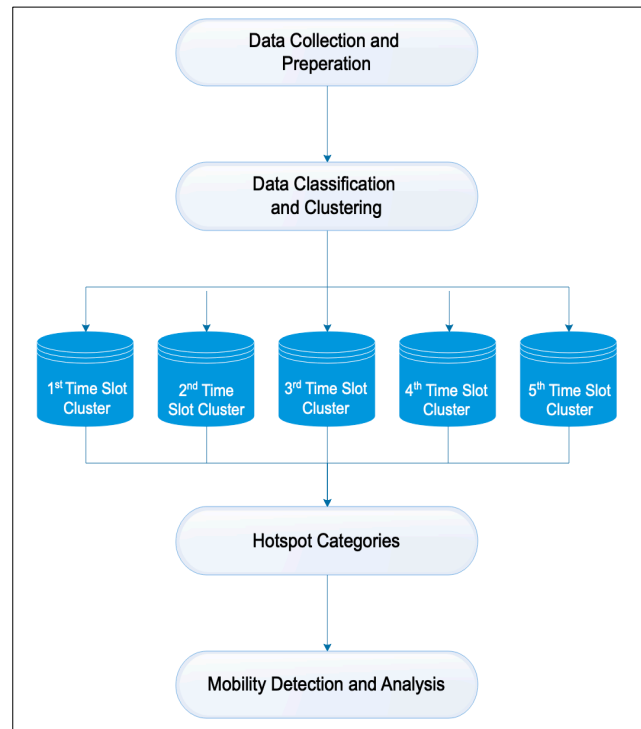 Data Collection and
Preperation
Data Classification
and Clustering
1st Time Slot
Cluster
2nd Time
Slot Cluster
3rd Time Slot
Cluster
4th Time Slot
Cluster
5th Time Slot
Cluster
Hotspot Categories
Mobility Detection and Analysis